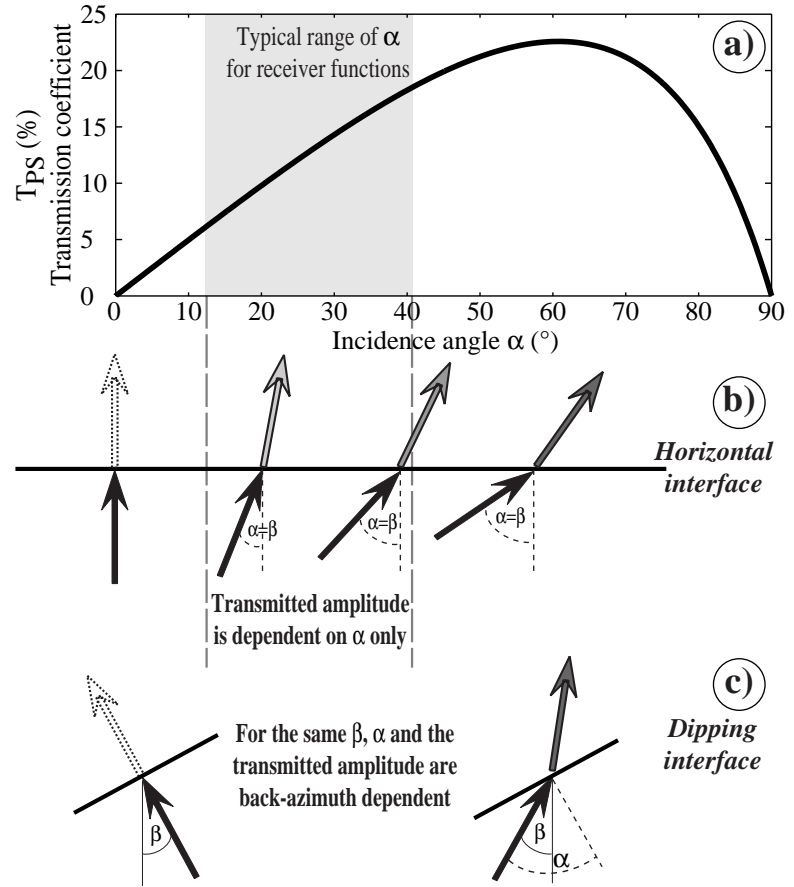 a)
Typical range of α
for receiver functions
T_PS (%)
Transmission coefficient
25
20
15
10
5
0
0 10 20 30 40 50 60 70 80 90
Incidence angle α (°)
b)
Horizontal
interface
α=β α=β α=β
Transmitted amplitude
is dependent on α only
c)
Dipping
interface
For the same β, α and the
transmitted amplitude are
back-azimuth dependent
β
β
α